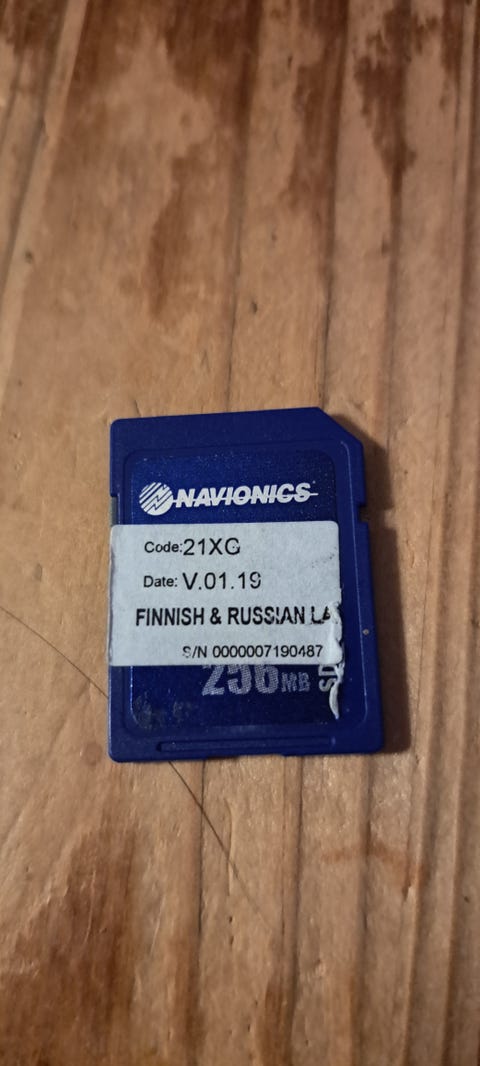 NAVIONICS
Code: 21XG
Date: V.01.19
FINNISH & RUSSIAN LA
S/N 0000007190487
256MB